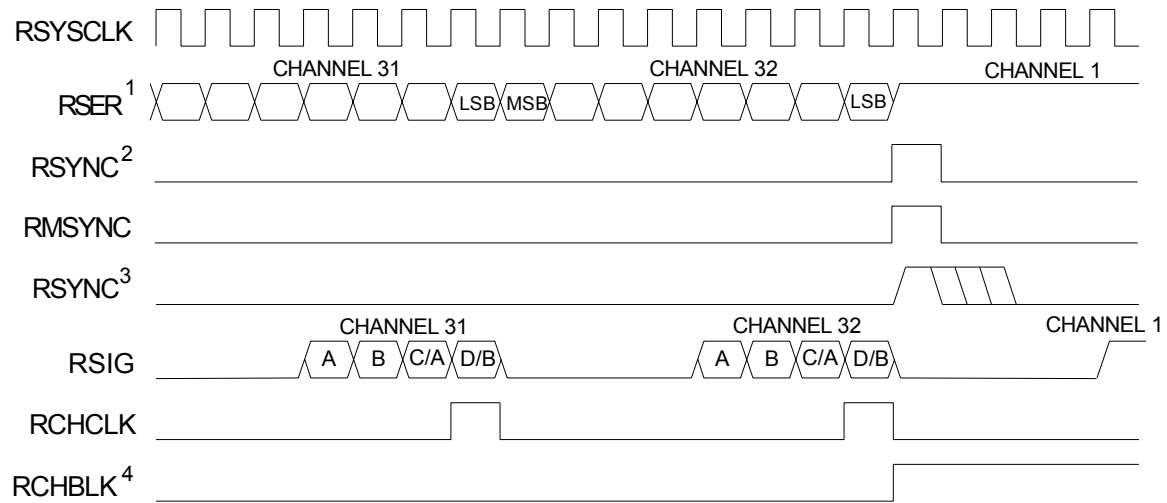 RSYSCLK
CHANNEL 31 CHANNEL 32 CHANNEL 1
RSER1 LSB MSB LSB
RSYNC2
RMSYNC
RSYNC3
CHANNEL 31 CHANNEL 32 CHANNEL 1
RSIG A B C/A D/B A B C/A D/B
RCHCLK
RCHBLK4